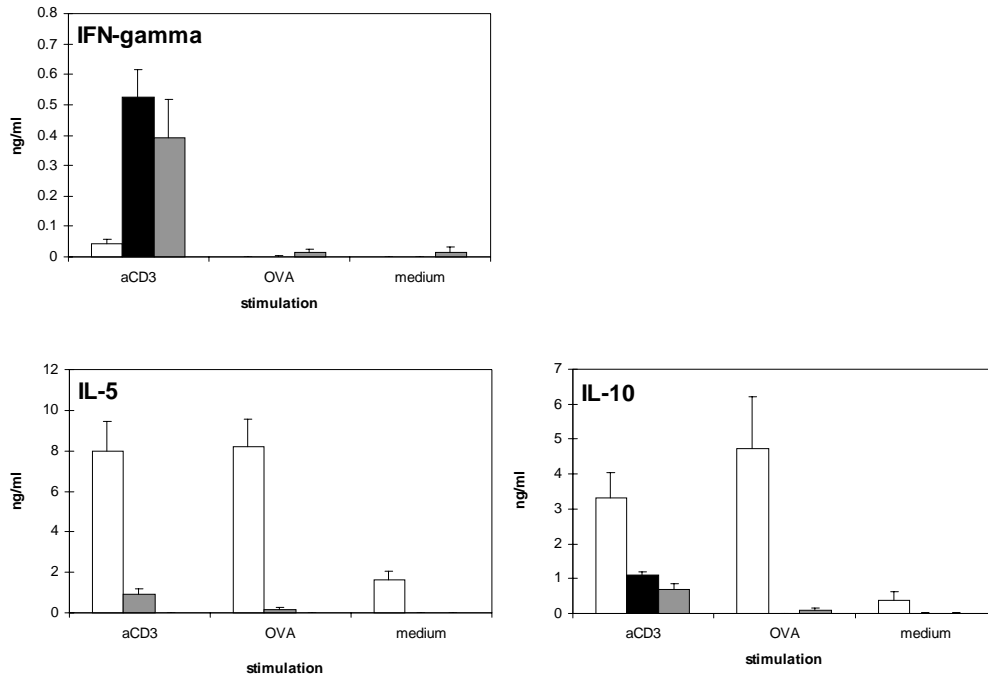 IFN-gamma
0.8
0.7
0.6
0.5
0.4
0.3
0.2
0.1
0
ng/ml
aCD3 OVA medium
stimulation
IL-5
12
10
8
6
4
2
0
ng/ml
aCD3 OVA medium
stimulation
IL-10
7
6
5
4
3
2
1
0
ng/ml
aCD3 OVA medium
stimulation